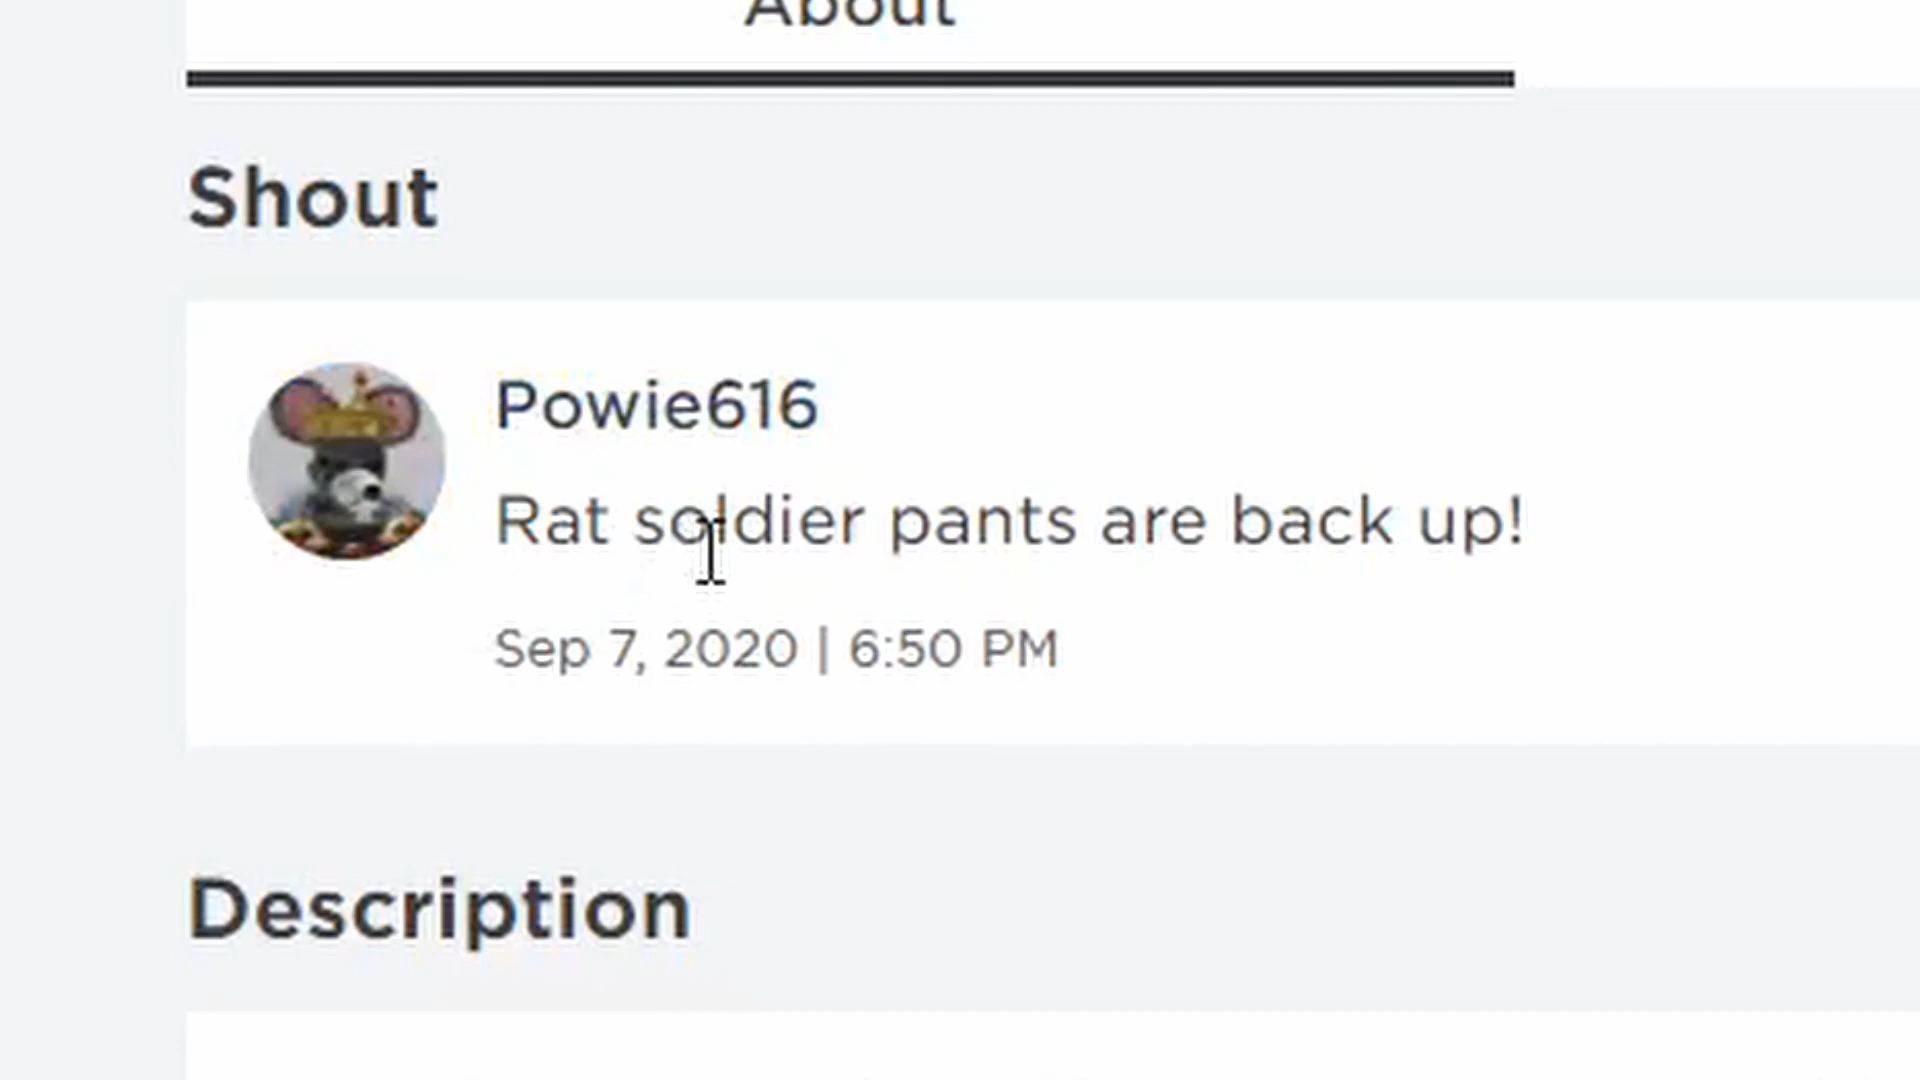 About
Shout
Powie616
Rat soldier pants are back up!
Sep 7, 2020 | 6:50 PM
Description